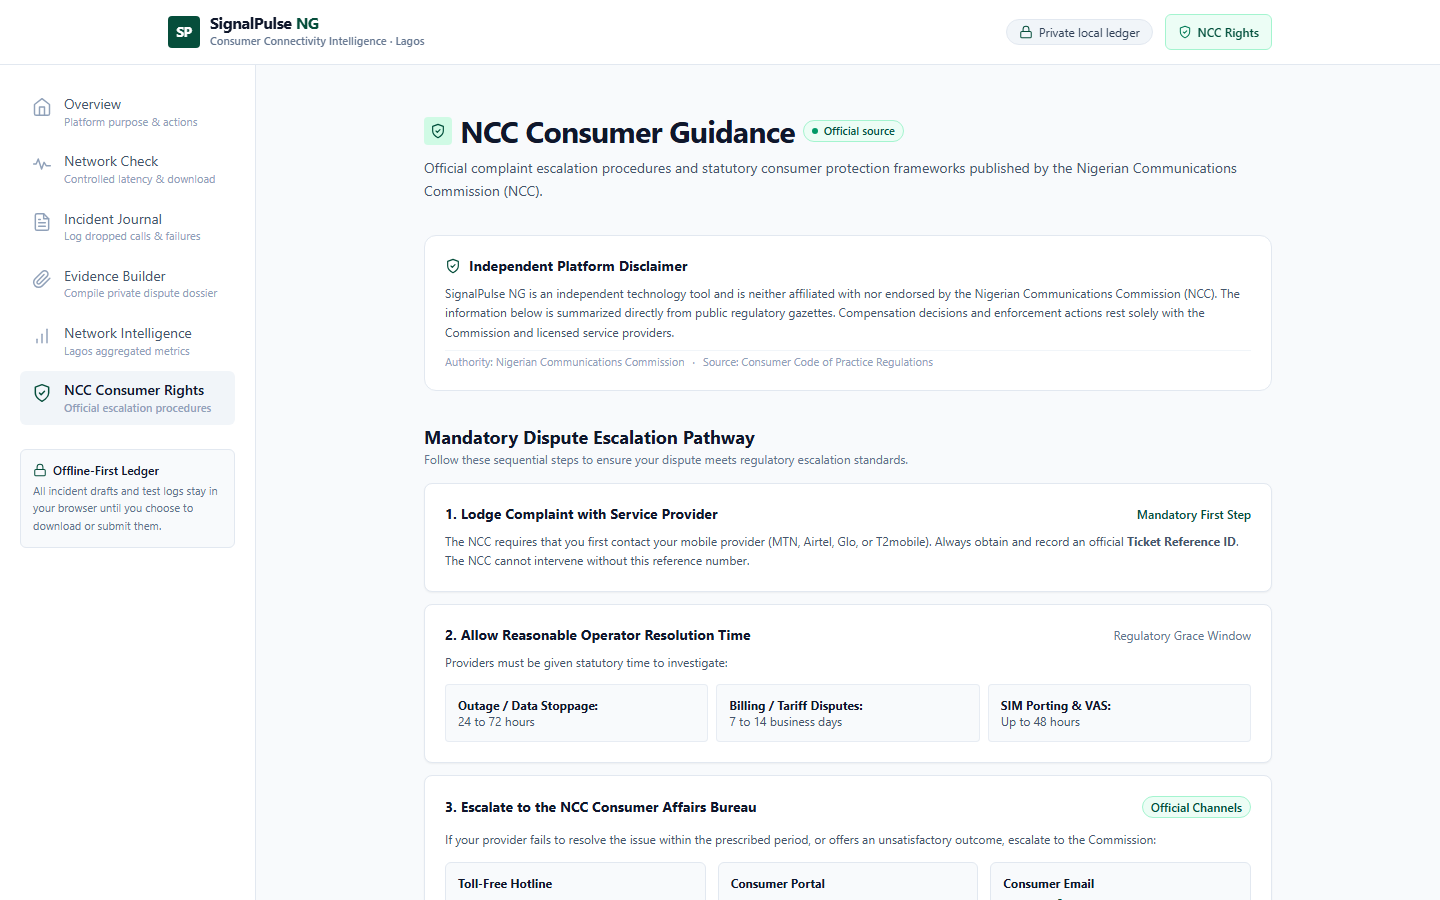 SP
SignalPulse NG
Consumer Connectivity Intelligence · Lagos
Private local ledger
NCC Rights
Overview
Platform purpose & actions
Network Check
Controlled latency & download
Incident Journal
Log dropped calls & failures
Evidence Builder
Compile private dispute dossier
Network Intelligence
Lagos aggregated metrics
NCC Consumer Rights
Official escalation procedures
Offline-First Ledger
All incident drafts and test logs stay in
your browser until you choose to
download or submit them.
NCC Consumer Guidance
Official source
Official complaint escalation procedures and statutory consumer protection frameworks published by the Nigerian Communications
Commission (NCC).
Independent Platform Disclaimer
SignalPulse NG is an independent technology tool and is neither affiliated with nor endorsed by the Nigerian Communications Commission (NCC). The
information below is summarized directly from public regulatory gazettes. Compensation decisions and enforcement actions rest solely with the
Commission and licensed service providers.
Authority: Nigerian Communications Commission · Source: Consumer Code of Practice Regulations
Mandatory Dispute Escalation Pathway
Follow these sequential steps to ensure your dispute meets regulatory escalation standards.
1. Lodge Complaint with Service Provider
Mandatory First Step
The NCC requires that you first contact your mobile provider (MTN, Airtel, Glo, or T2mobile). Always obtain and record an official Ticket Reference ID.
The NCC cannot intervene without this reference number.
2. Allow Reasonable Operator Resolution Time
Regulatory Grace Window
Providers must be given statutory time to investigate:
Outage / Data Stoppage:
24 to 72 hours
Billing / Tariff Disputes:
7 to 14 business days
SIM Porting & VAS:
Up to 48 hours
3. Escalate to the NCC Consumer Affairs Bureau
Official Channels
If your provider fails to resolve the issue within the prescribed period, or offers an unsatisfactory outcome, escalate to the Commission:
Toll-Free Hotline
Consumer Portal
Consumer Email